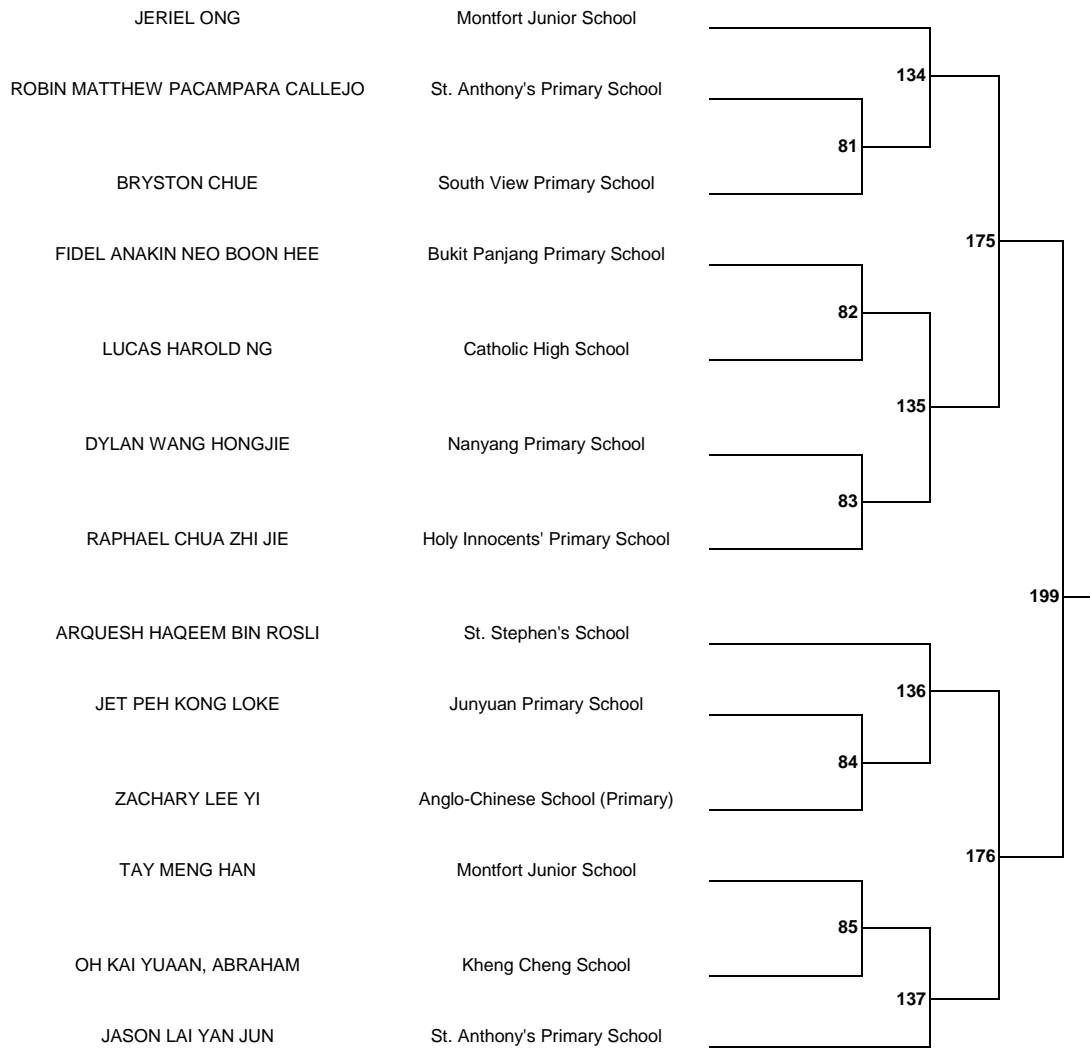 JERIEL ONG Montfort Junior School
134
ROBIN MATTHEW PACAMPARA CALLEJO St. Anthony's Primary School
81
BRYSTON CHUE South View Primary School
175
FIDEL ANAKIN NEO BOON HEE Bukit Panjang Primary School
82
LUCAS HAROLD NG Catholic High School
135
DYLAN WANG HONGJIE Nanyang Primary School
83
RAPHAEL CHUA ZHI JIE Holy Innocents' Primary School
199
ARQUESH HAQEEM BIN ROSLI St. Stephen's School
136
JET PEH KONG LOKE Junyuan Primary School
84
ZACHARY LEE YI Anglo-Chinese School (Primary)
176
TAY MENG HAN Montfort Junior School
85
OH KAI YUAAN, ABRAHAM Kheng Cheng School
137
JASON LAI YAN JUN St. Anthony's Primary School